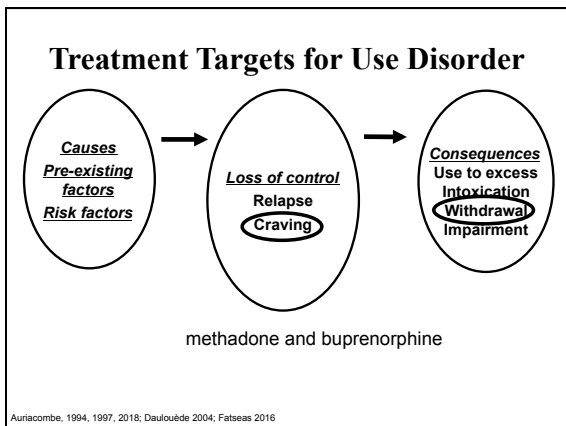 Treatment Targets for Use Disorder
Causes
Pre-existing
factors
Risk factors
Loss of control
Relapse
Craving
Consequences
Use to excess
Intoxication
Withdrawal
Impairment
methadone and buprenorphine
Auriacombe, 1994, 1997, 2018; Daulouède 2004; Fatseas 2016